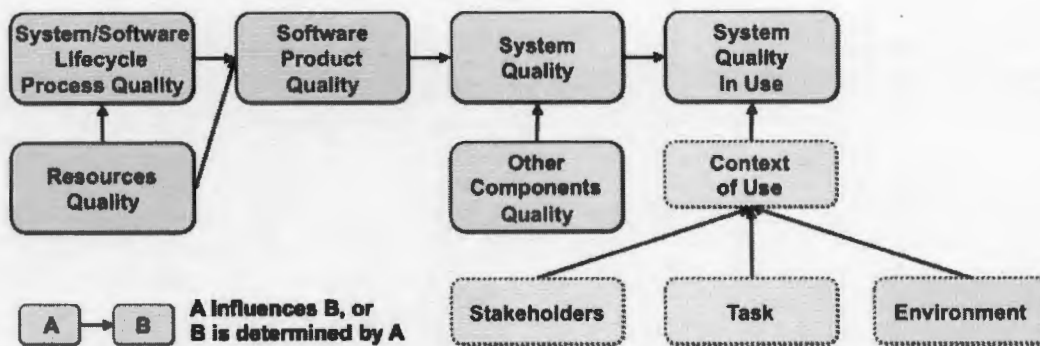 System/Software
Lifecycle
Process Quality
Software
Product
Quality
System
Quality
System
Quality
In Use
Resources
Quality
Other
Components
Quality
Context
of Use
Stakeholders
Task
Environment
A
B
A Influences B, or
B is determined by A